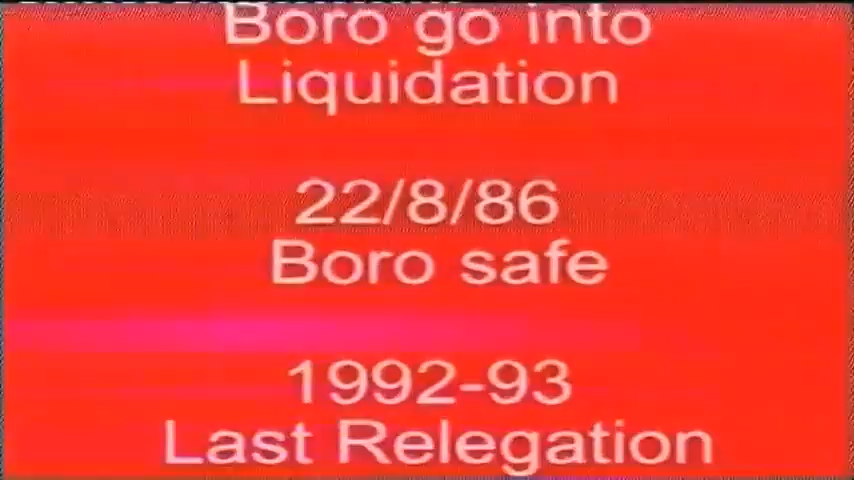 Boro go into
Liquidation
22/8/86
Boro safe
1992-93
Last Relegation